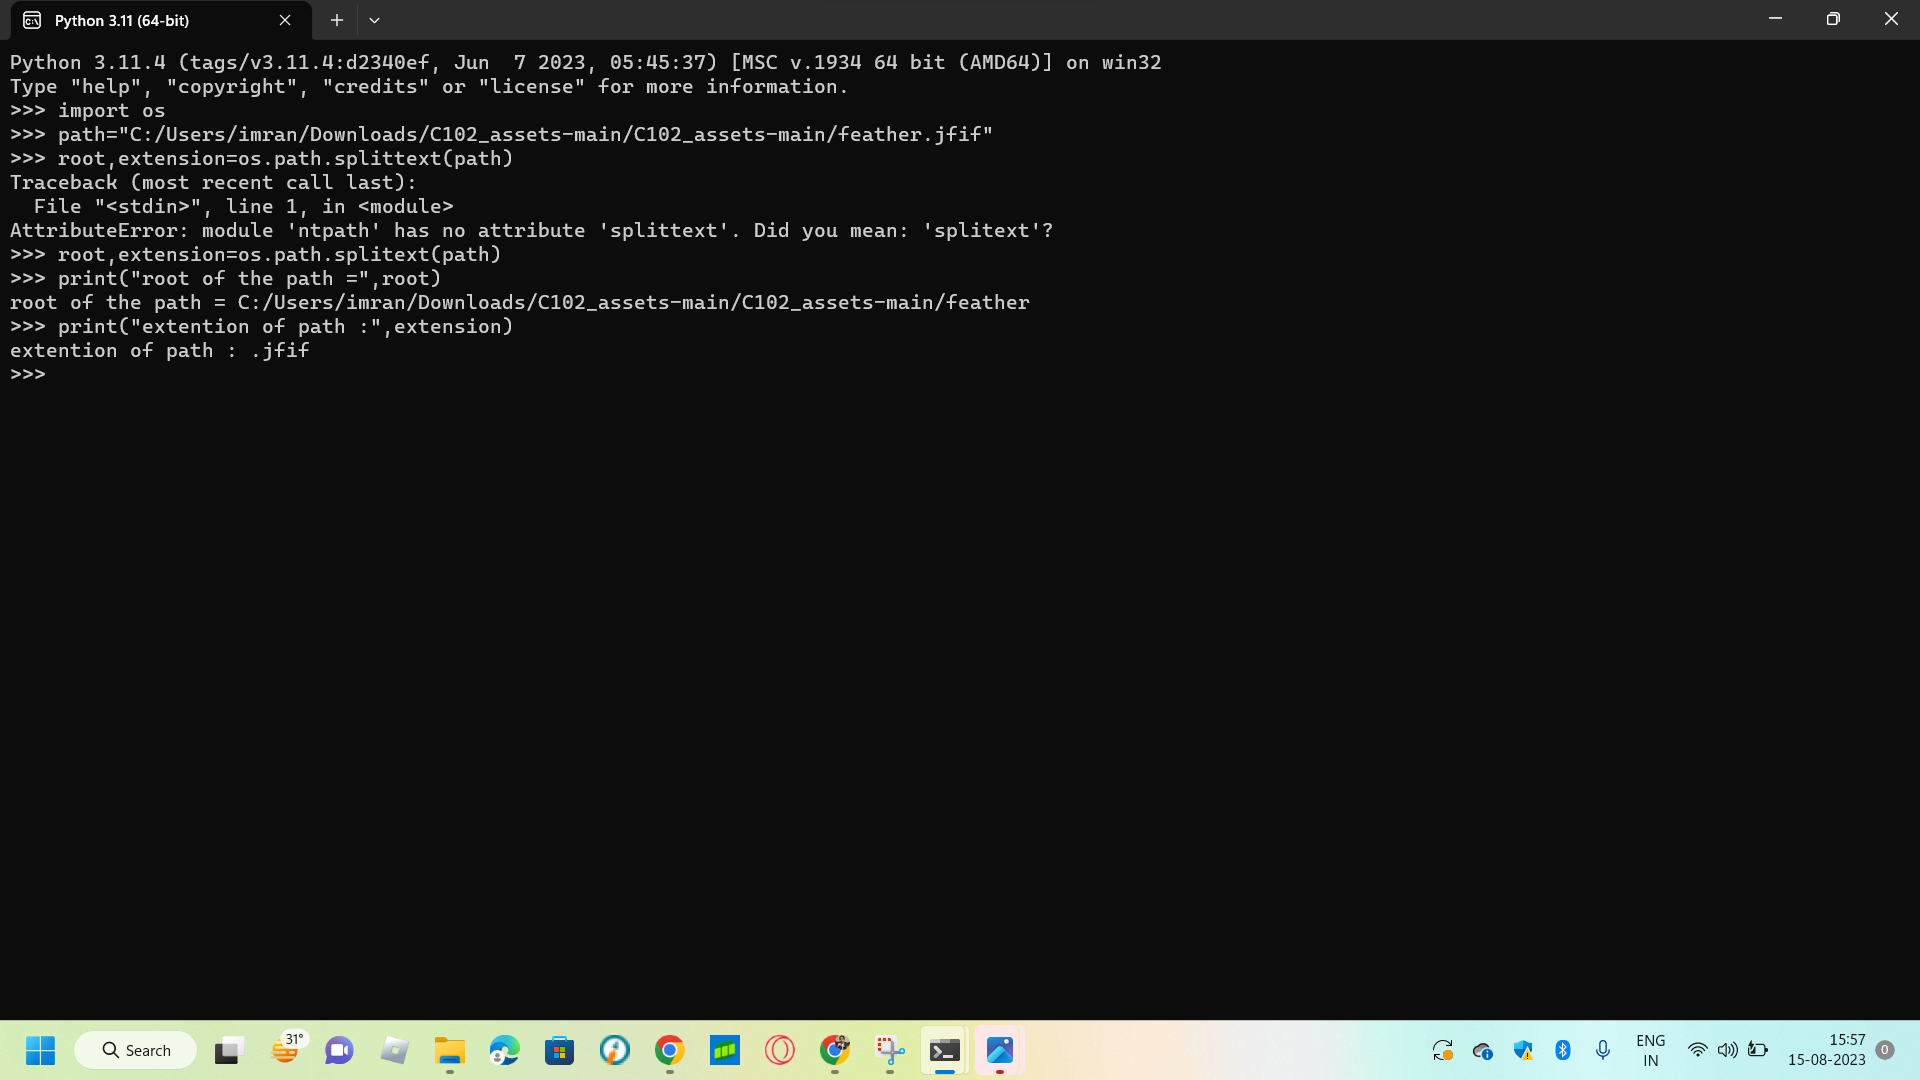 Python 3.11 (64-bit)
Python 3.11.4 (tags/v3.11.4:d2340ef, Jun  7 2023, 05:45:37) [MSC v.1934 64 bit (AMD64)] on win32
Type "help", "copyright", "credits" or "license" for more information.
>>> import os
>>> path="C:/Users/imran/Downloads/C102_assets-main/C102_assets-main/feather.jfif"
>>> root,extension=os.path.splittext(path)
Traceback (most recent call last):
  File "<stdin>", line 1, in <module>
AttributeError: module 'ntpath' has no attribute 'splittext'. Did you mean: 'splitext'?
>>> root,extension=os.path.splitext(path)
>>> print("root of the path =",root)
root of the path = C:/Users/imran/Downloads/C102_assets-main/C102_assets-main/feather
>>> print("extention of path :",extension)
extention of path : .jfif
>>>
Search
31°
ENG
IN
15:57
15-08-2023
0